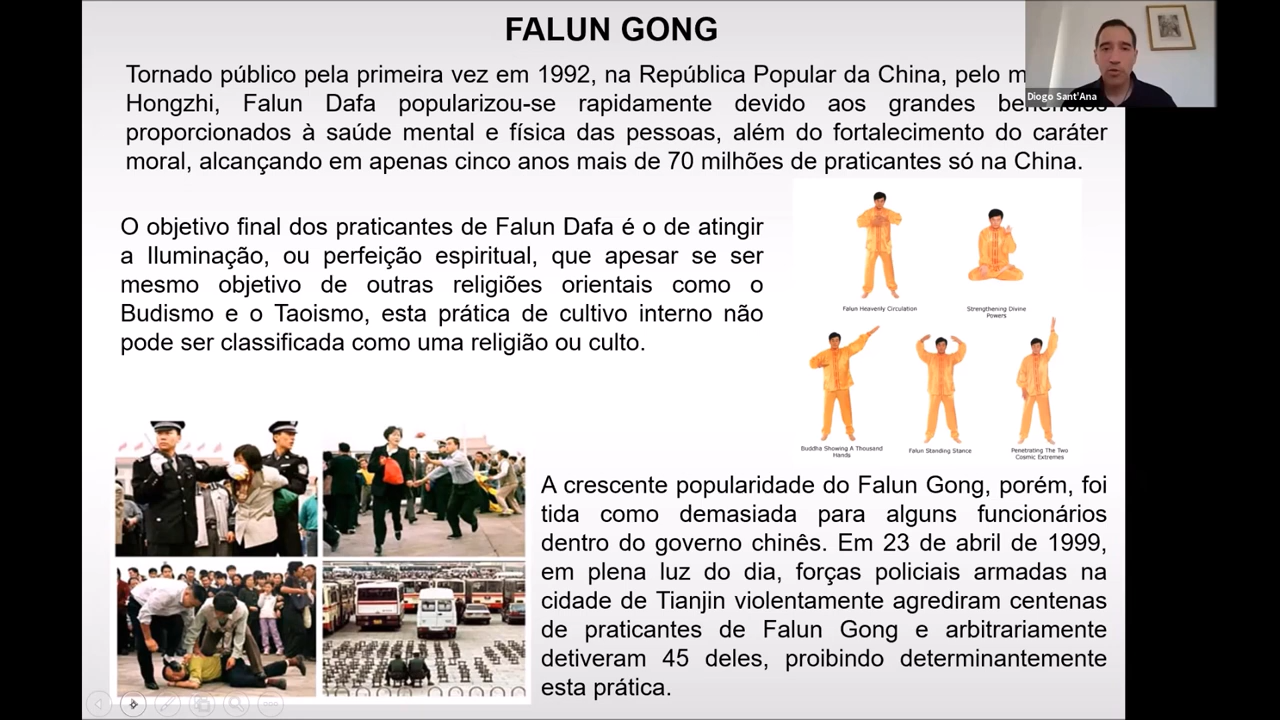 FALUN GONG
Tornado público pela primeira vez em 1992, na República Popular da China, pelo
Diogo Sant'Ana
Hongzhi, Falun Dafa popularizou-se rapidamente devido aos grandes
proporcionados à saúde mental e física das pessoas, além do fortalecimento do caráter
moral, alcançando em apenas cinco anos mais de 70 milhões de praticantes só na China.
O objetivo final dos praticantes de Falun Dafa é o de atingir
a Iluminação, ou perfeição espiritual, que apesar se ser
mesmo objetivo de outras religiões orientais como o
Budismo e o Taoismo, esta prática de cultivo interno não
pode ser classificada como uma religião ou culto.
Falun Heavenly Circulation
Strengthening Divine
Powers
Buddha Showing A Thousand
Hands
Falun Standing Stance
Penetrating The Two
Cosmic Extremes
A crescente popularidade do Falun Gong, porém, foi
tida como demasiada para alguns funcionários
dentro do governo chinês. Em 23 de abril de 1999,
em plena luz do dia, forças policiais armadas na
cidade de Tianjin violentamente agrediram centenas
de praticantes de Falun Gong e arbitrariamente
detiveram 45 deles, proibindo determinantemente
esta prática.